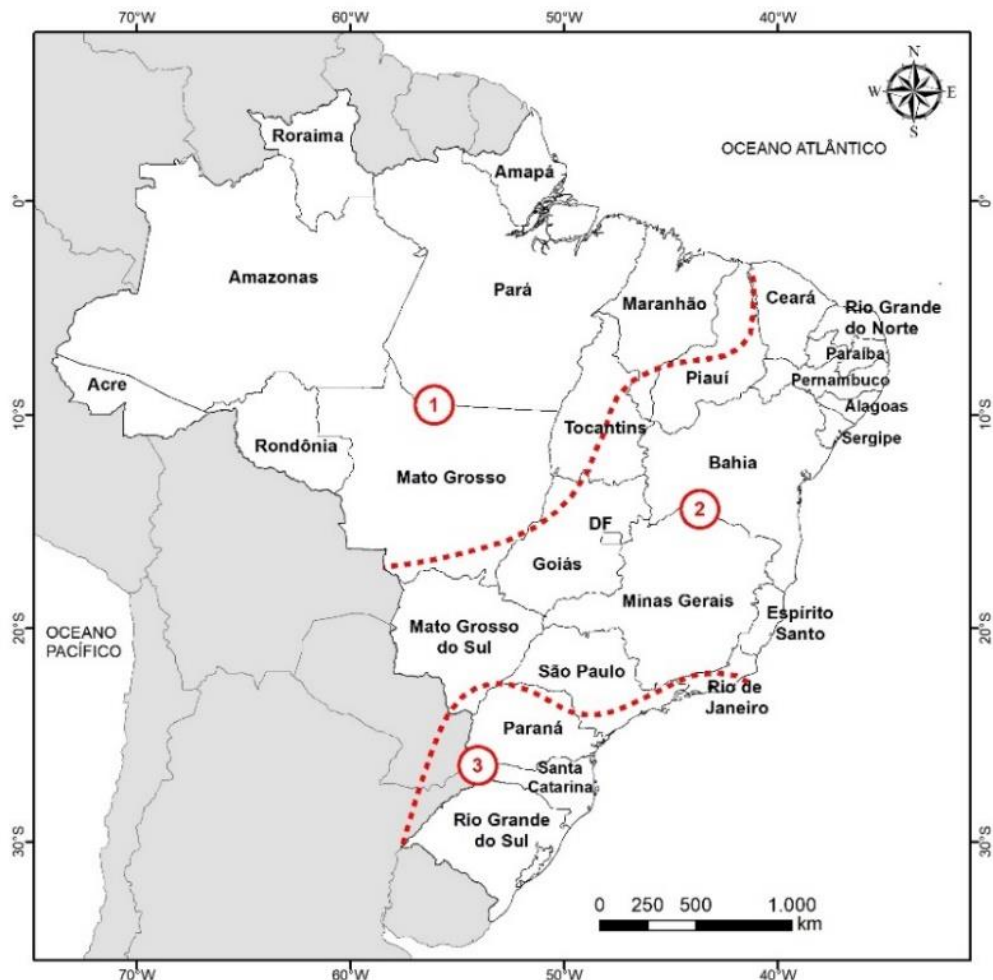 70°W 60°W 50°W 40°W
N
W E
S
OCEANO ATLÂNTICO
Roraima
Amapá
0° 0°
Amazonas
Pará
Maranhão
Ceará
Rio Grande
do Norte
Paraíba
Piauí
Pernambuco
Acre
1
Alagoas
10°S 10°S
Tocantins
Sergipe
Rondônia
Bahia
Mato Grosso
2
DF
Goiás
Minas Gerais
Espírito
Santo
20°S 20°S
OCEANO
PACÍFICO
Mato Grosso
do Sul
São Paulo
Rio de
Janeiro
Paraná
3
Santa
Catarina
Rio Grande
do Sul
30°S 30°S
0 250 500 1.000
km
70°W 60°W 50°W 40°W